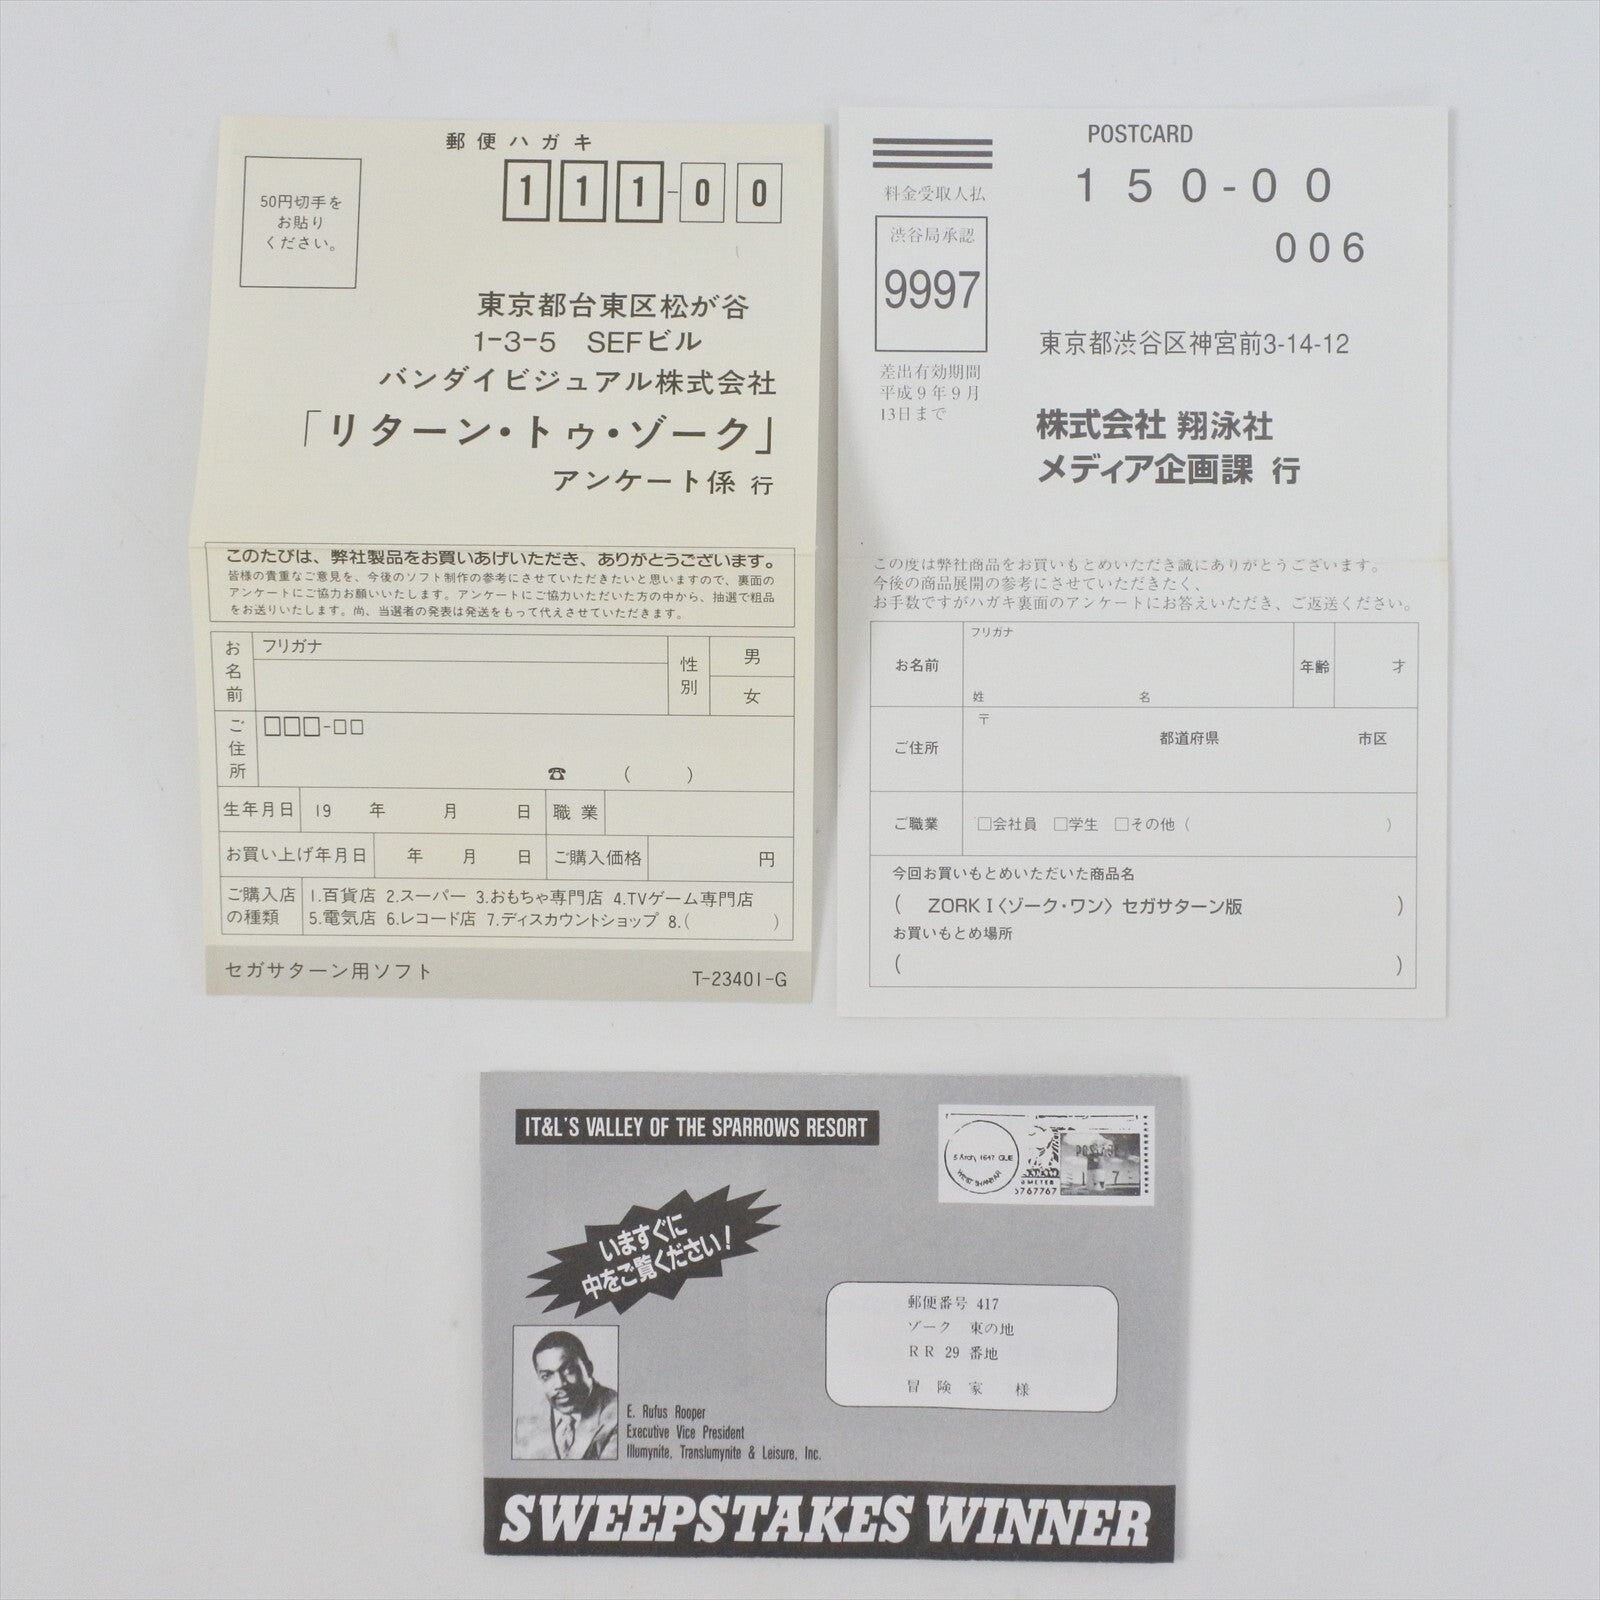 郵便ハガキ
50円切手を
お貼り
ください。
111-00
東京都台東区松が谷
1-3-5 SEFビル
バンダイビジュアル株式会社
「リターン・トゥ・ゾーク」
アンケート係 行
このたびは、弊社製品をお買いあげいただき、ありがとうございます。
皆様の貴重なご意見を、今後のソフト制作の参考にさせていただきたいと思いますので、裏面の
アンケートにご協力お願いいたします。アンケートにご協力いただいた方の中から、抽選で粗品
をお送りいたします。尚、当選者の発表は発送をもって代えさせていただきます。
お名前 フリガナ 性別 男 女
ご住所 □□□-□□
☎ ( )
生年月日 19 年 月 日 職業
お買い上げ年月日 年 月 日 ご購入価格 円
ご購入店の種類 1.百貨店 2.スーパー 3.おもちゃ専門店 4.TVゲーム専門店
5.電気店 6.レコード店 7.ディスカウントショップ 8.( )
セガサターン用ソフト T-23401-G
POSTCARD
料金受取人払
渋谷局承認
9997
差出有効期間
平成9年9月
13日まで
150-00
006
東京都渋谷区神宮前3-14-12
株式会社 翔泳社
メディア企画課 行
この度は弊社商品をお買いもとめいただき誠にありがとうございます。
今後の商品展開の参考にさせていただきたく、
お手数ですがハガキ裏面のアンケートにお答えいただき、ご返送ください。
お名前 フリガナ 姓 名 年齢 才
ご住所 〒 都道府県 市区
ご職業 □会社員 □学生 □その他( )
今回お買いもとめいただいた商品名
( ZORK I〈ゾーク・ワン〉セガサターン版 )
お買いもとめ場所
( )
IT&L'S VALLEY OF THE SPARROWS RESORT
いますぐに
中をご覧ください!
郵便番号 417
ゾーク 東の地
RR 29 番地
冒険家 様
E. Rufus Rooper
Executive Vice President
Illumynite, Translumynite & Leisure, Inc.
SWEEPSTAKES WINNER